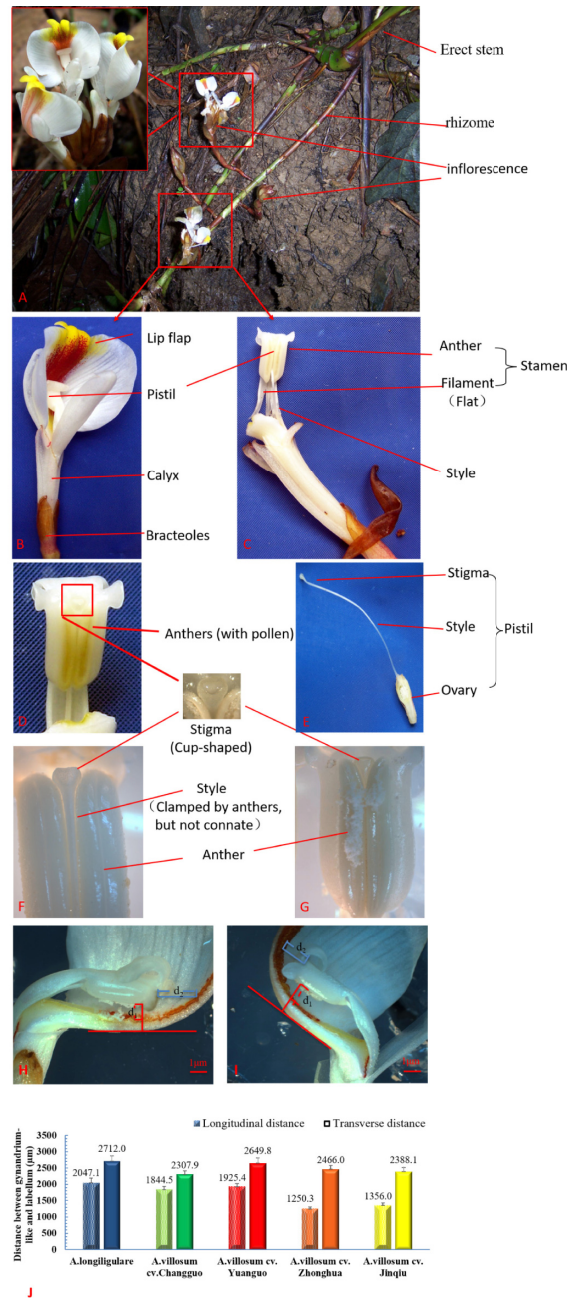 Erect stem
rhizome
inflorescence
A
Lip flap
Pistil
Calyx
Bracteoles
B
Anther
Filament
(Flat)
Stamen
Style
C
Anthers (with pollen)
D
Stigma
Style
Pistil
Ovary
E
Stigma
(Cup-shaped)
Style
(Clamped by anthers,
but not connate)
Anther
F
G
d₁
d₂
H
1μm
d₂
d₁
I
Longitudinal distance
Transverse distance
Distance between gynandrium-
like and labellum (μm)
3500
3000
2500
2000
1500
1000
500
0
2047.1
2712.0
1844.5
2307.9
1925.4
2649.8
1250.3
2466.0
1356.0
2388.1
A.longiligulare
A.villosum
cv.Changguo
A.villosum cv.
Yuanguo
A.villosum cv.
Zhonghua
A.villosum cv.
Jinqiu
J